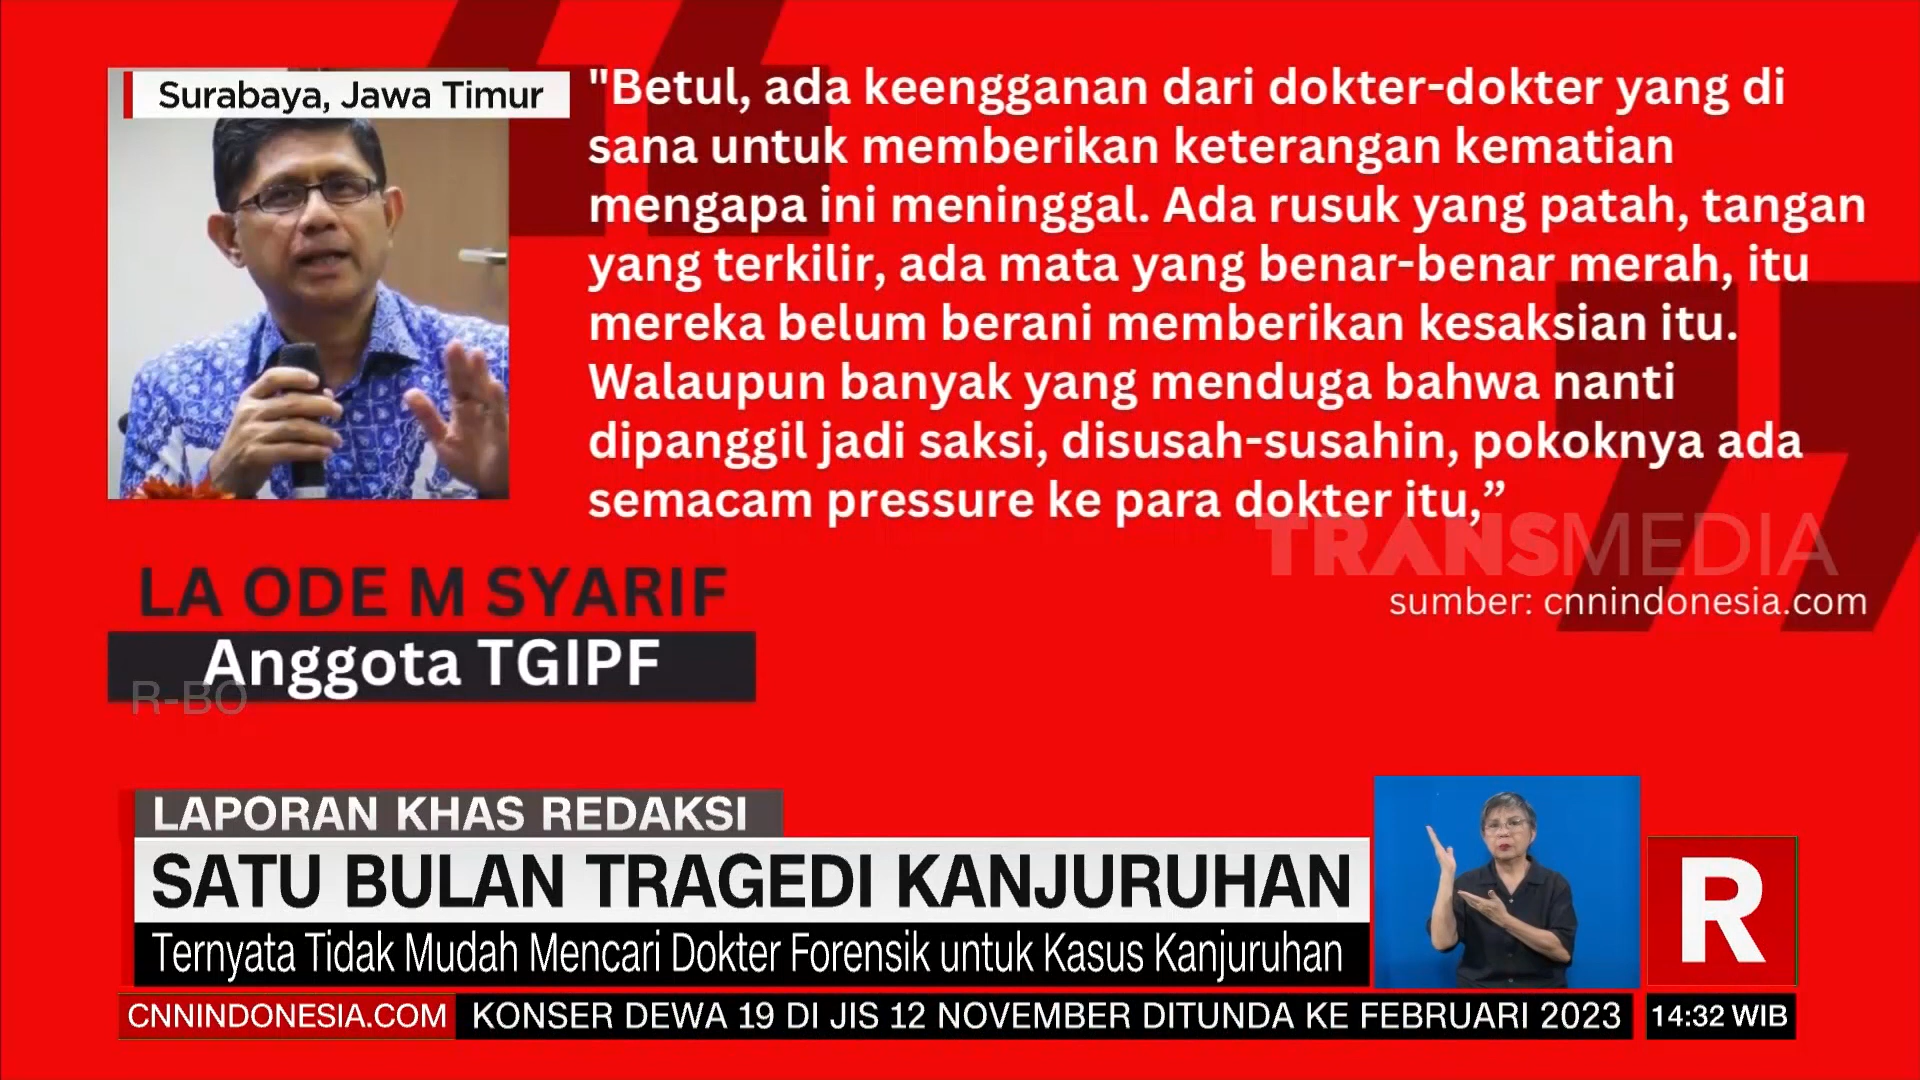 Surabaya, Jawa Timur
"Betul, ada keengganan dari dokter-dokter yang di
sana untuk memberikan keterangan kematian
mengapa ini meninggal. Ada rusuk yang patah, tangan
yang terkilir, ada mata yang benar-benar merah, itu
mereka belum berani memberikan kesaksian itu.
Walaupun banyak yang menduga bahwa nanti
dipanggil jadi saksi, disusah-susahin, pokoknya ada
semacam pressure ke para dokter itu,”
TRANSMEDIA
sumber: cnnindonesia.com
LA ODE M SYARIF
Anggota TGIPF
R-BO
LAPORAN KHAS REDAKSI
SATU BULAN TRAGEDI KANJURUHAN
Ternyata Tidak Mudah Mencari Dokter Forensik untuk Kasus Kanjuruhan
R
CNNINDONESIA.COM
KONSER DEWA 19 DI JIS 12 NOVEMBER DITUNDA KE FEBRUARI 2023
14:32 WIB